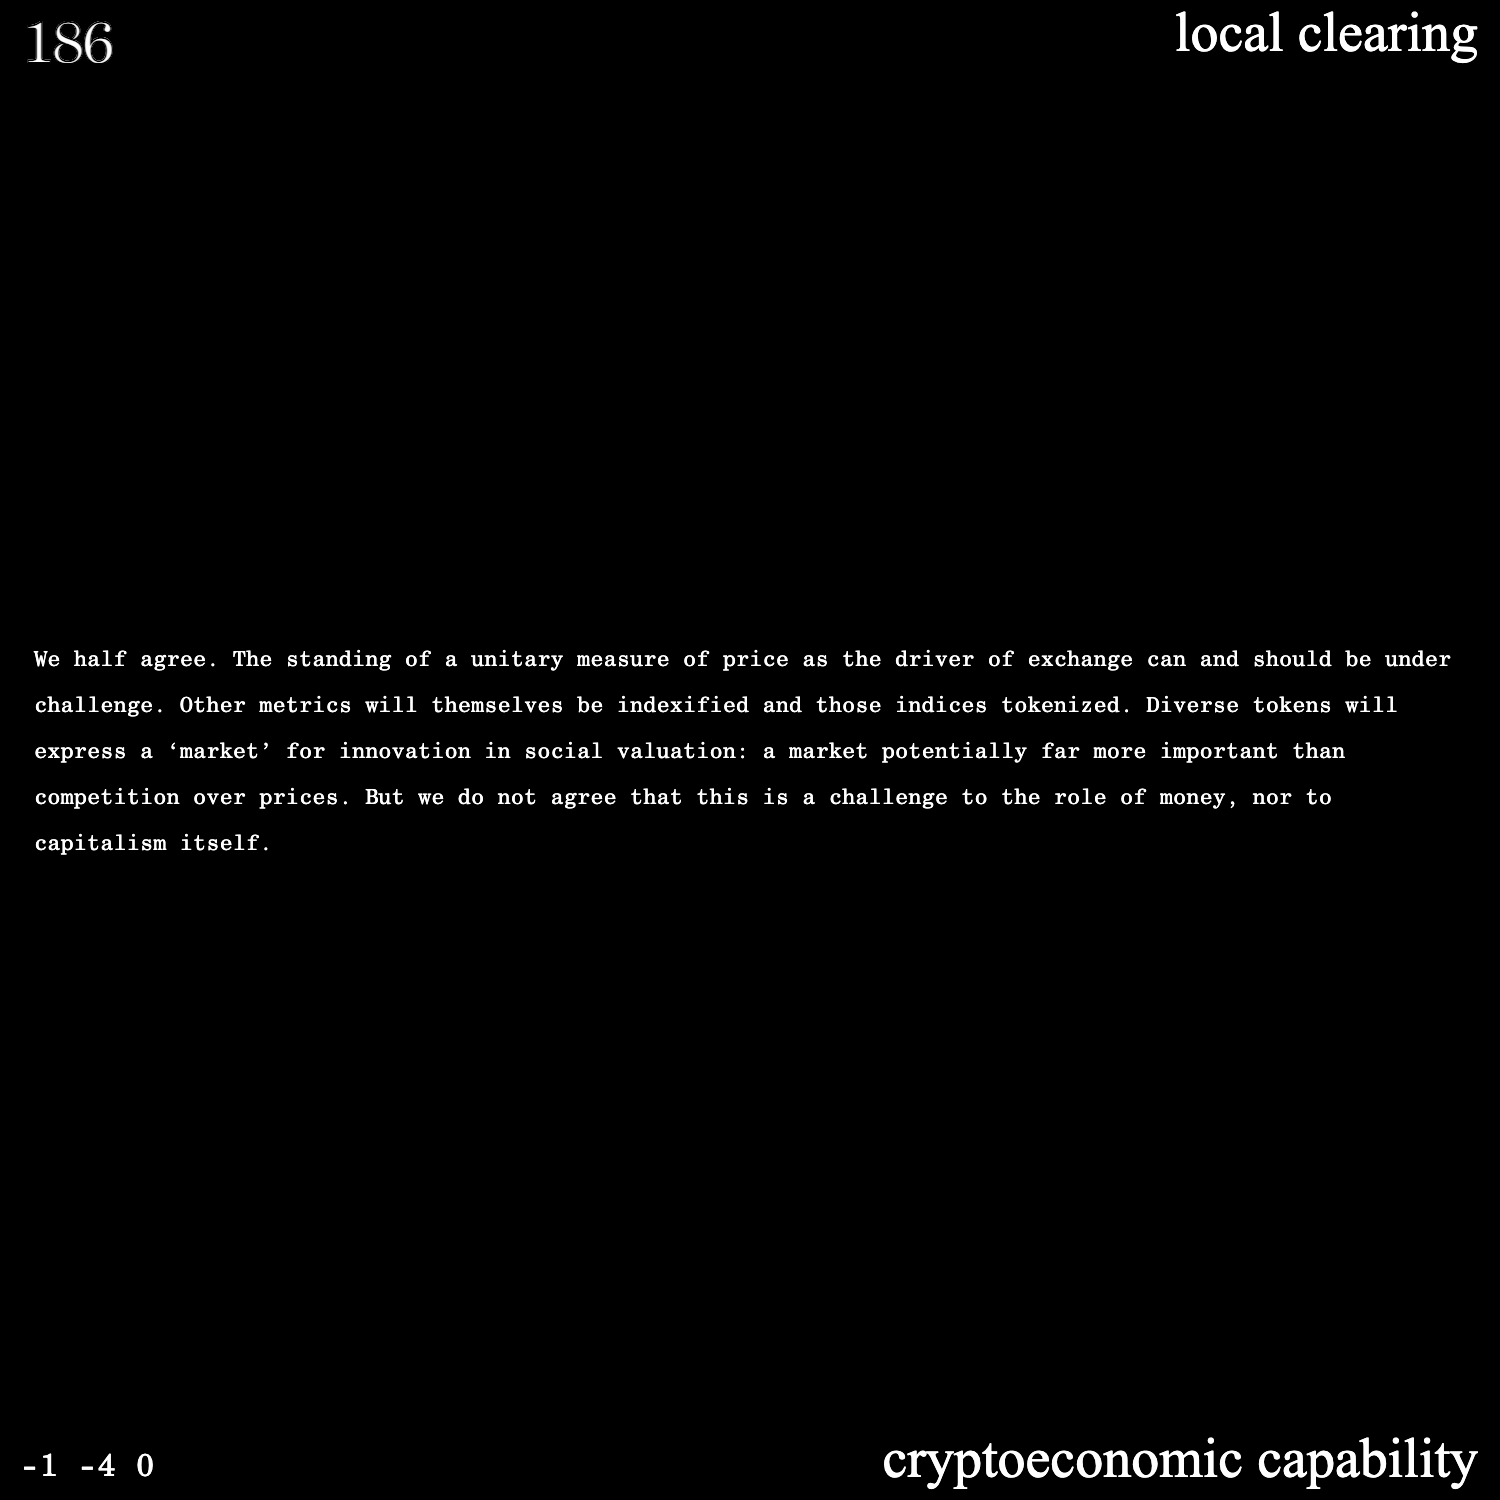 186
local clearing
We half agree. The standing of a unitary measure of price as the driver of exchange can and should be under
challenge. Other metrics will themselves be indexified and those indices tokenized. Diverse tokens will
express a ‘market’ for innovation in social valuation: a market potentially far more important than
competition over prices. But we do not agree that this is a challenge to the role of money, nor to
capitalism itself.
-1 -4 0
cryptoeconomic capability